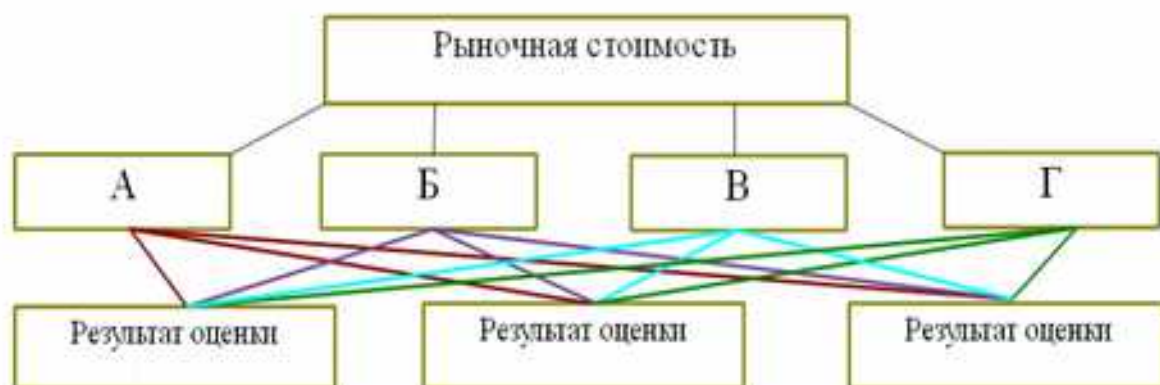 Рыночная стоимость
А
Б
В
Г
Результат оценки
Результат оценки
Результат оценки